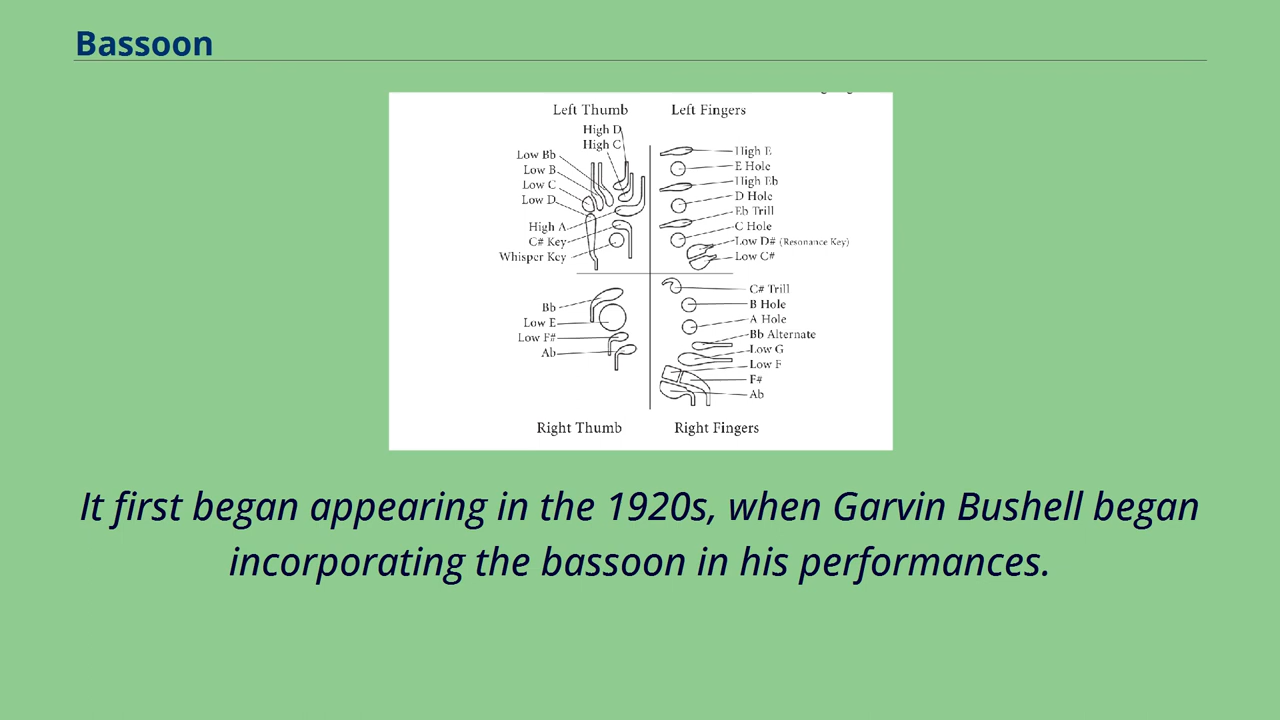 Bassoon
Left Thumb
High D
High C
Low Bb
Low B
Low C
Low D
High A
C# Key
Whisper Key
Left Fingers
High E
E Hole
High Eb
D Hole
Eb Trill
C Hole
Low D# (Resonance Key)
Low C#
Bb
Low E
Low F#
Ab
Right Thumb
C# Trill
B Hole
A Hole
Bb Alternate
Low G
Low F
F#
Ab
Right Fingers
It first began appearing in the 1920s, when Garvin Bushell began
incorporating the bassoon in his performances.